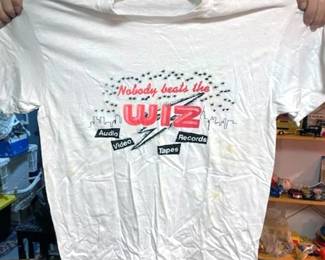 Nobody beats the
WIZ
Audio
Video
Tapes
Records